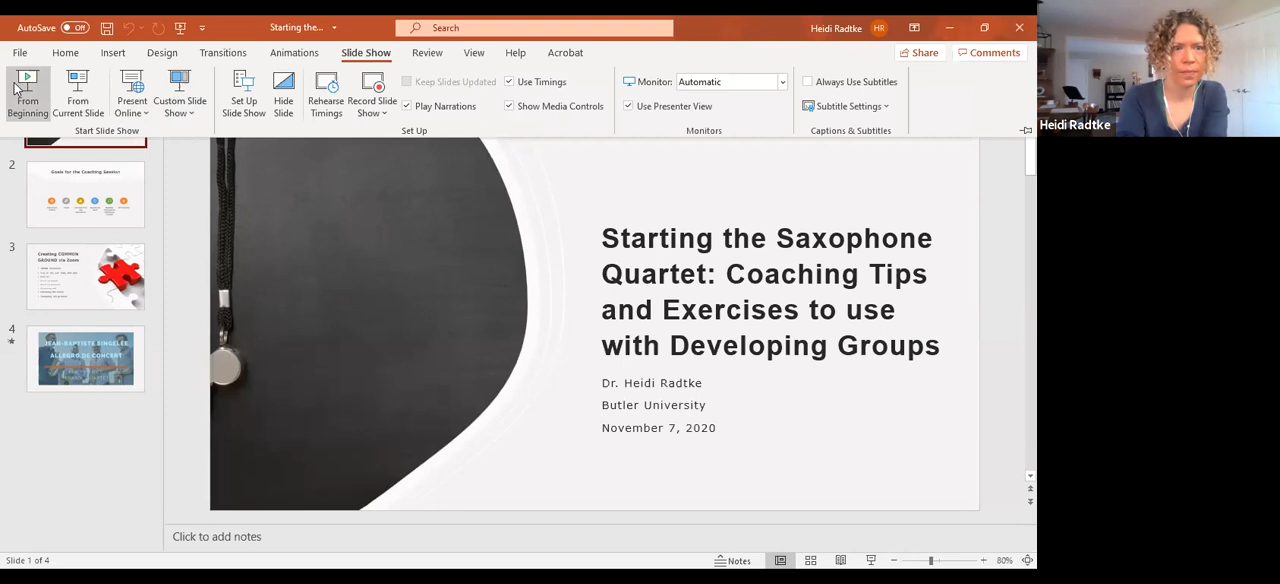 AutoSave Off Starting the... Search Heidi Radtke HR
File Home Insert Design Transitions Animations Slide Show Review View Help Acrobat Share Comments
From Beginning
From Current Slide
Present Online
Custom Slide Show
Start Slide Show
Set Up Slide Show
Hide Slide
Rehearse Timings
Record Slide Show
Keep Slides Updated
Play Narrations
Use Timings
Show Media Controls
Set Up
Monitor: Automatic
Use Presenter View
Monitors
Always Use Subtitles
Subtitle Settings
Captions & Subtitles
Heidi Radtke
2
Goals for the Coaching Session
3
Creating COMMON
GROUND via Zoom
4
JEAN-BAPTISTE SINGELEE
ALLEGRO DE CONCERT
Starting the Saxophone
Quartet: Coaching Tips
and Exercises to use
with Developing Groups
Dr. Heidi Radtke
Butler University
November 7, 2020
Click to add notes
Slide 1 of 4
Notes
80%